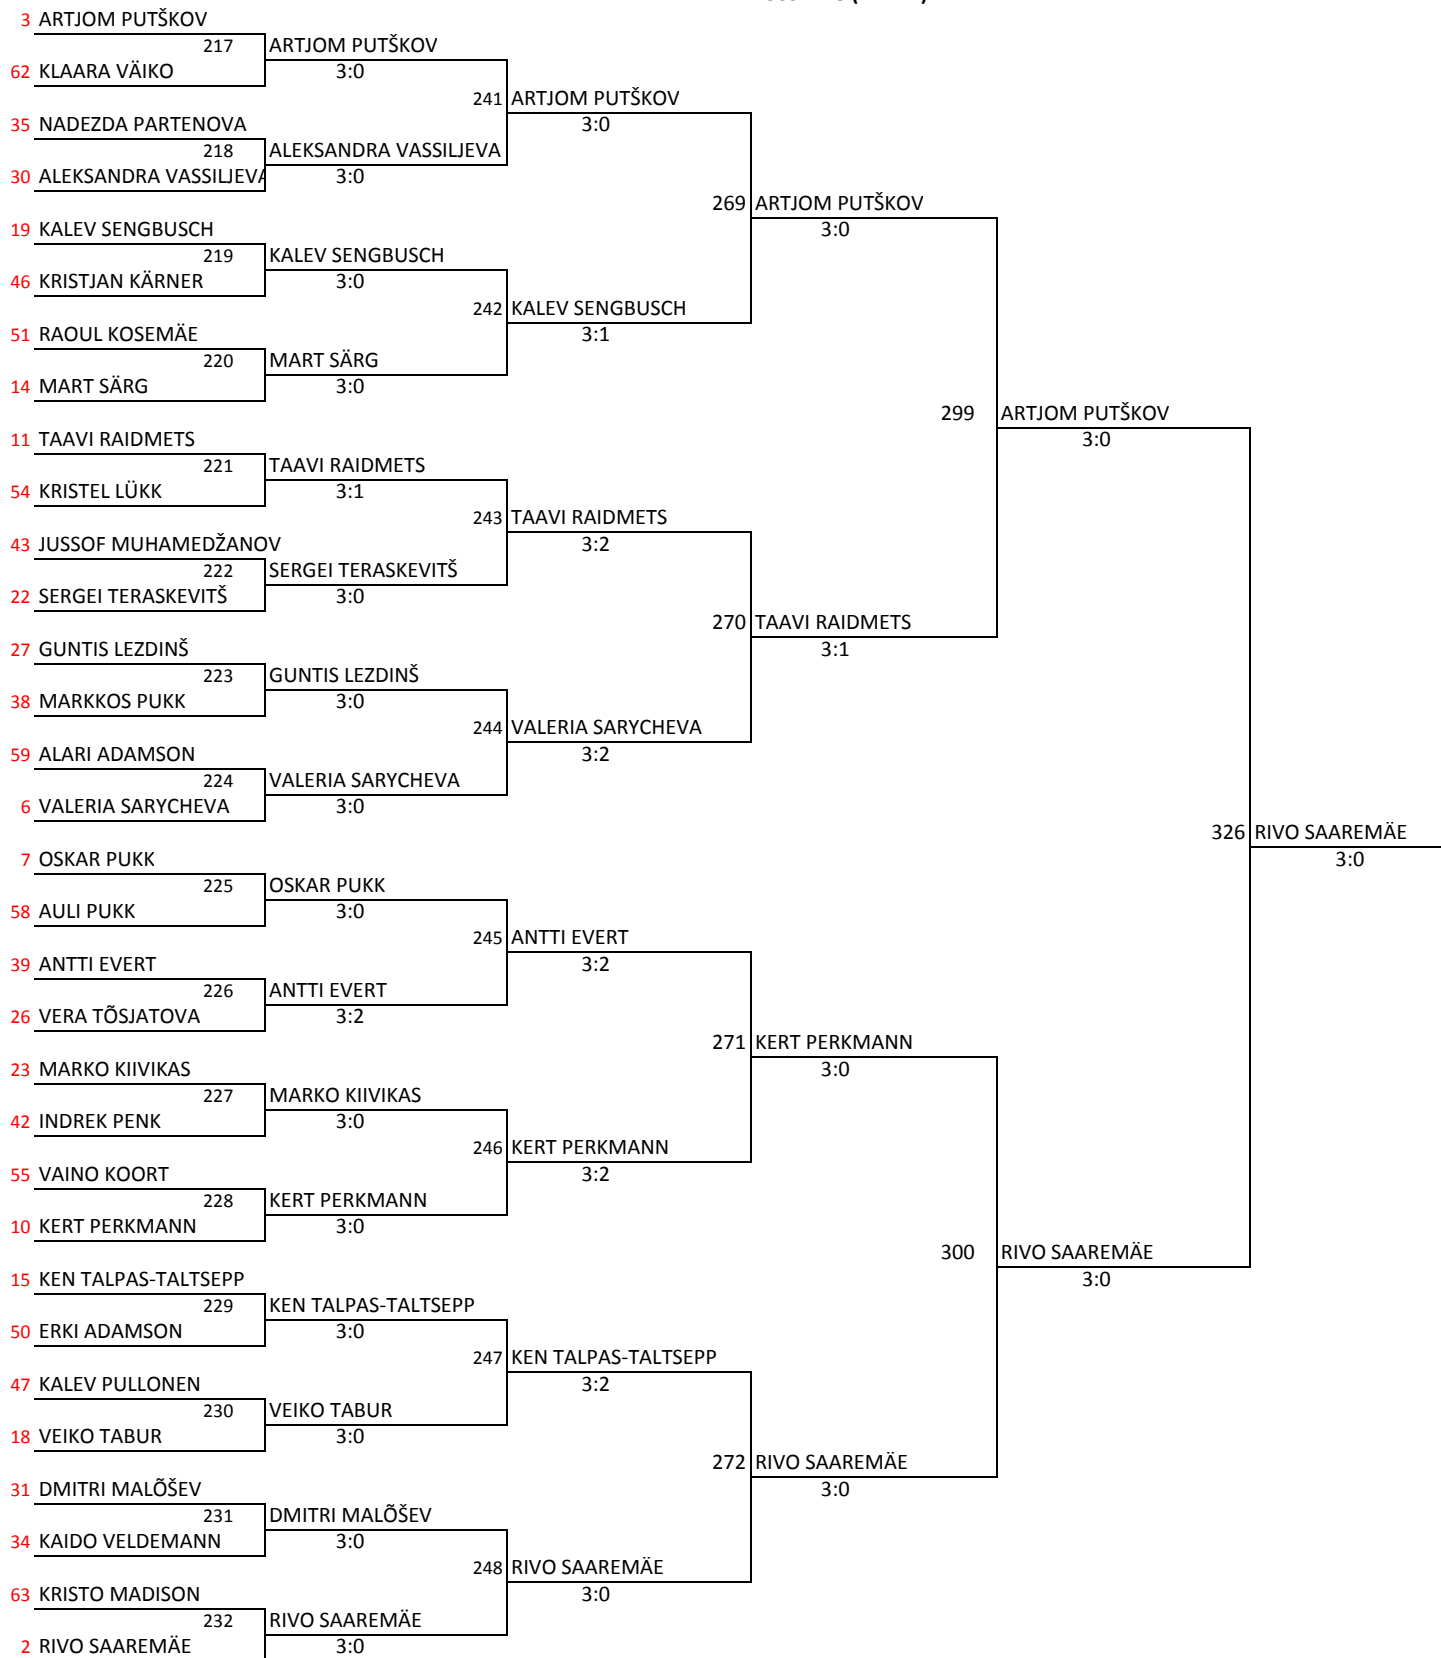 3 ARTJOM PUTŠKOV
217 ARTJOM PUTŠKOV
62 KLAARA VÄIKO 3:0
241 ARTJOM PUTŠKOV
35 NADEZDA PARTENOVA 3:0
218 ALEKSANDRA VASSILJEVA
30 ALEKSANDRA VASSILJEVA 3:0
269 ARTJOM PUTŠKOV
19 KALEV SENGBUSCH 3:0
219 KALEV SENGBUSCH
46 KRISTJAN KÄRNER 3:0
242 KALEV SENGBUSCH
51 RAOUL KOSEMÄE 3:1
220 MART SÄRG
14 MART SÄRG 3:0
299 ARTJOM PUTŠKOV
11 TAAVI RAIDMETS 3:0
221 TAAVI RAIDMETS
54 KRISTEL LÜKK 3:1
243 TAAVI RAIDMETS
43 JUSSOF MUHAMEDŽANOV 3:2
222 SERGEI TERASKEVITŠ
22 SERGEI TERASKEVITŠ 3:0
270 TAAVI RAIDMETS
27 GUNTIS LEZDINŠ 3:1
223 GUNTIS LEZDINŠ
38 MARKKOS PUKK 3:0
244 VALERIA SARYCHEVA
59 ALARI ADAMSON 3:2
224 VALERIA SARYCHEVA
6 VALERIA SARYCHEVA 3:0
326 RIVO SAAREMÄE
7 OSKAR PUKK 3:0
225 OSKAR PUKK
58 AULI PUKK 3:0
245 ANTTI EVERT
39 ANTTI EVERT 3:2
226 ANTTI EVERT
26 VERA TÕSJATOVA 3:2
271 KERT PERKMANN
23 MARKO KIIVIKAS 3:0
227 MARKO KIIVIKAS
42 INDREK PENK 3:0
246 KERT PERKMANN
55 VAINO KOORT 3:2
228 KERT PERKMANN
10 KERT PERKMANN 3:0
300 RIVO SAAREMÄE
15 KEN TALPAS-TALTSEPP 3:0
229 KEN TALPAS-TALTSEPP
50 ERKI ADAMSON 3:0
247 KEN TALPAS-TALTSEPP
47 KALEV PULLONEN 3:2
230 VEIKO TABUR
18 VEIKO TABUR 3:0
272 RIVO SAAREMÄE
31 DMITRI MALÕŠEV 3:0
231 DMITRI MALÕŠEV
34 KAIDO VELDEMANN 3:0
248 RIVO SAAREMÄE
63 KRISTO MADISON 3:0
232 RIVO SAAREMÄE
2 RIVO SAAREMÄE 3:0